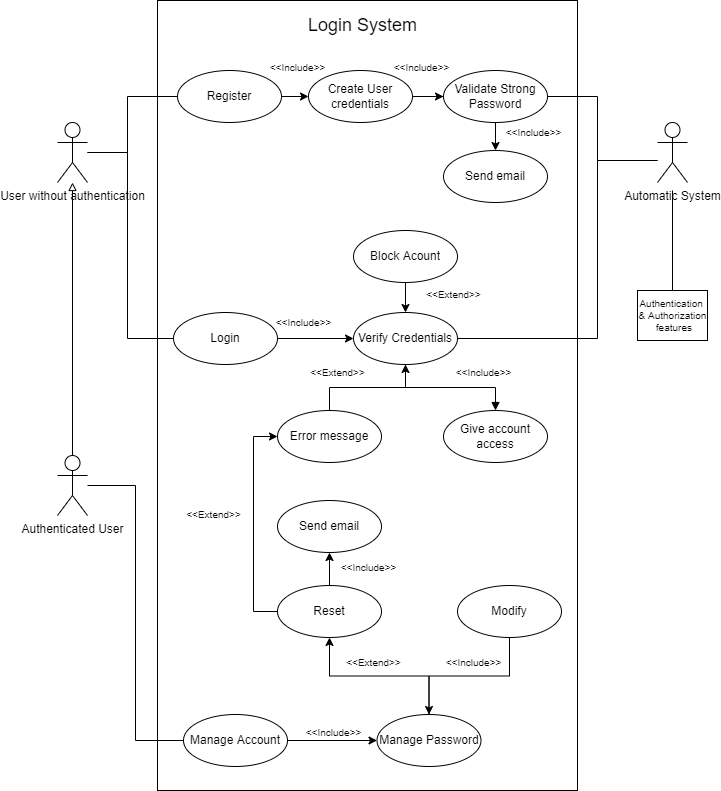 Login System
<<Include>>
<<Include>>
Register
Create User
credentials
Validate Strong
Password
<<Include>>
Send email
User without authentication
Automatic System
Block Acount
<<Extend>>
Authentication
& Authorization
features
<<Include>>
Login
Verify Credentials
<<Extend>>
<<Include>>
Error message
Give account
access
<<Extend>>
Authenticated User
Send email
<<Include>>
Reset
Modify
<<Extend>>
<<Include>>
<<Include>>
Manage Account
Manage Password